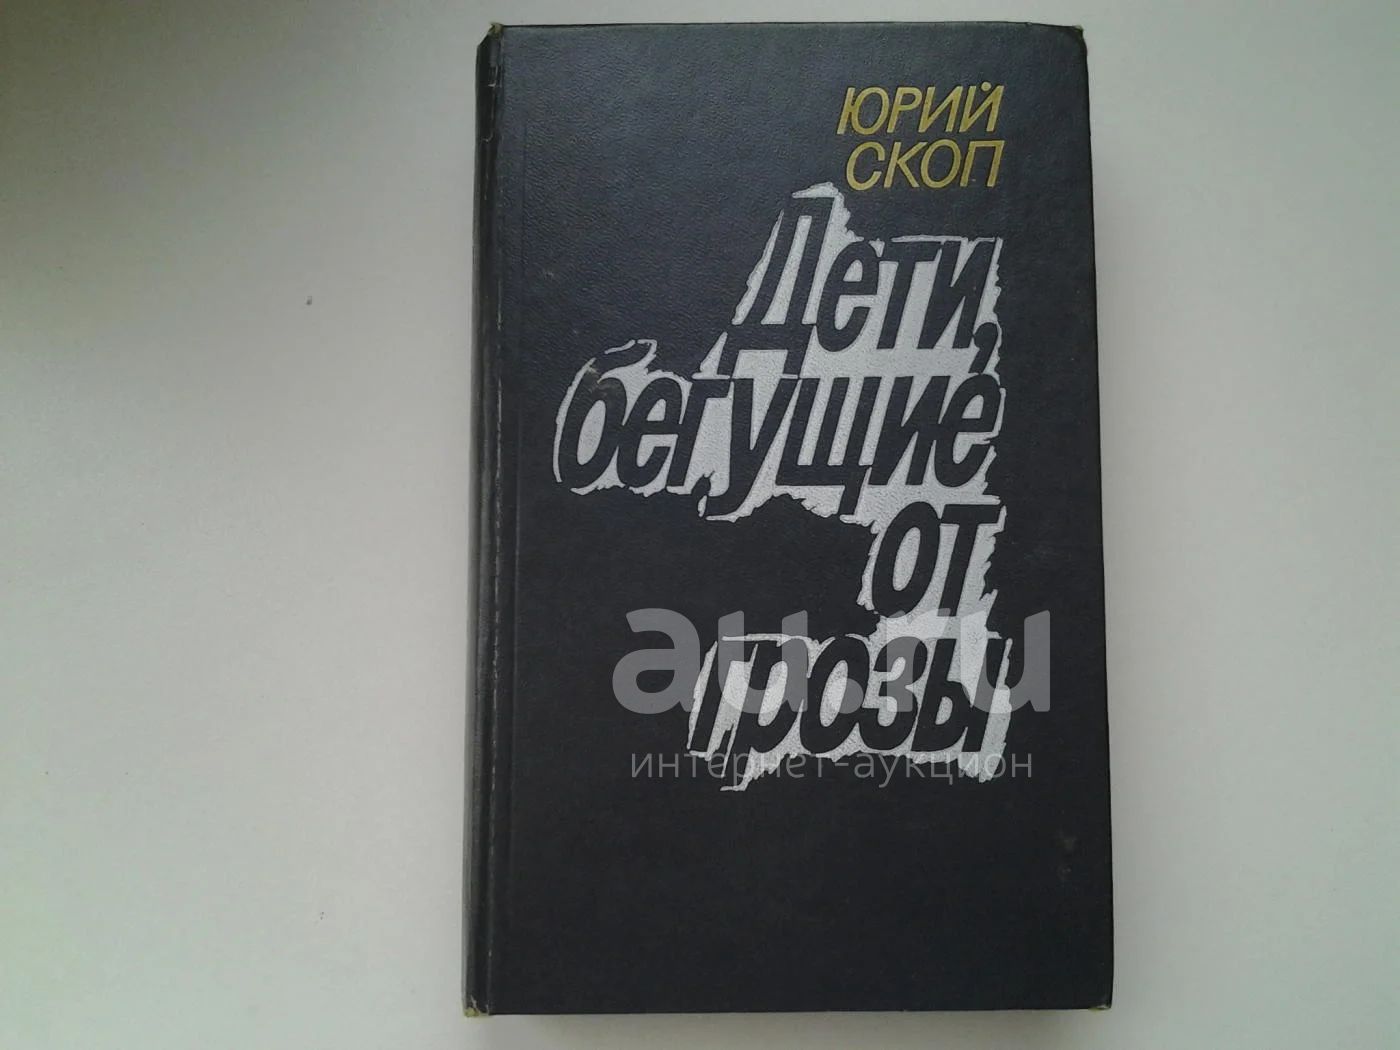 ЮРИЙ
СКОП
Дети,
бегущие
от
грозы
au.ru
интернет-аукцион